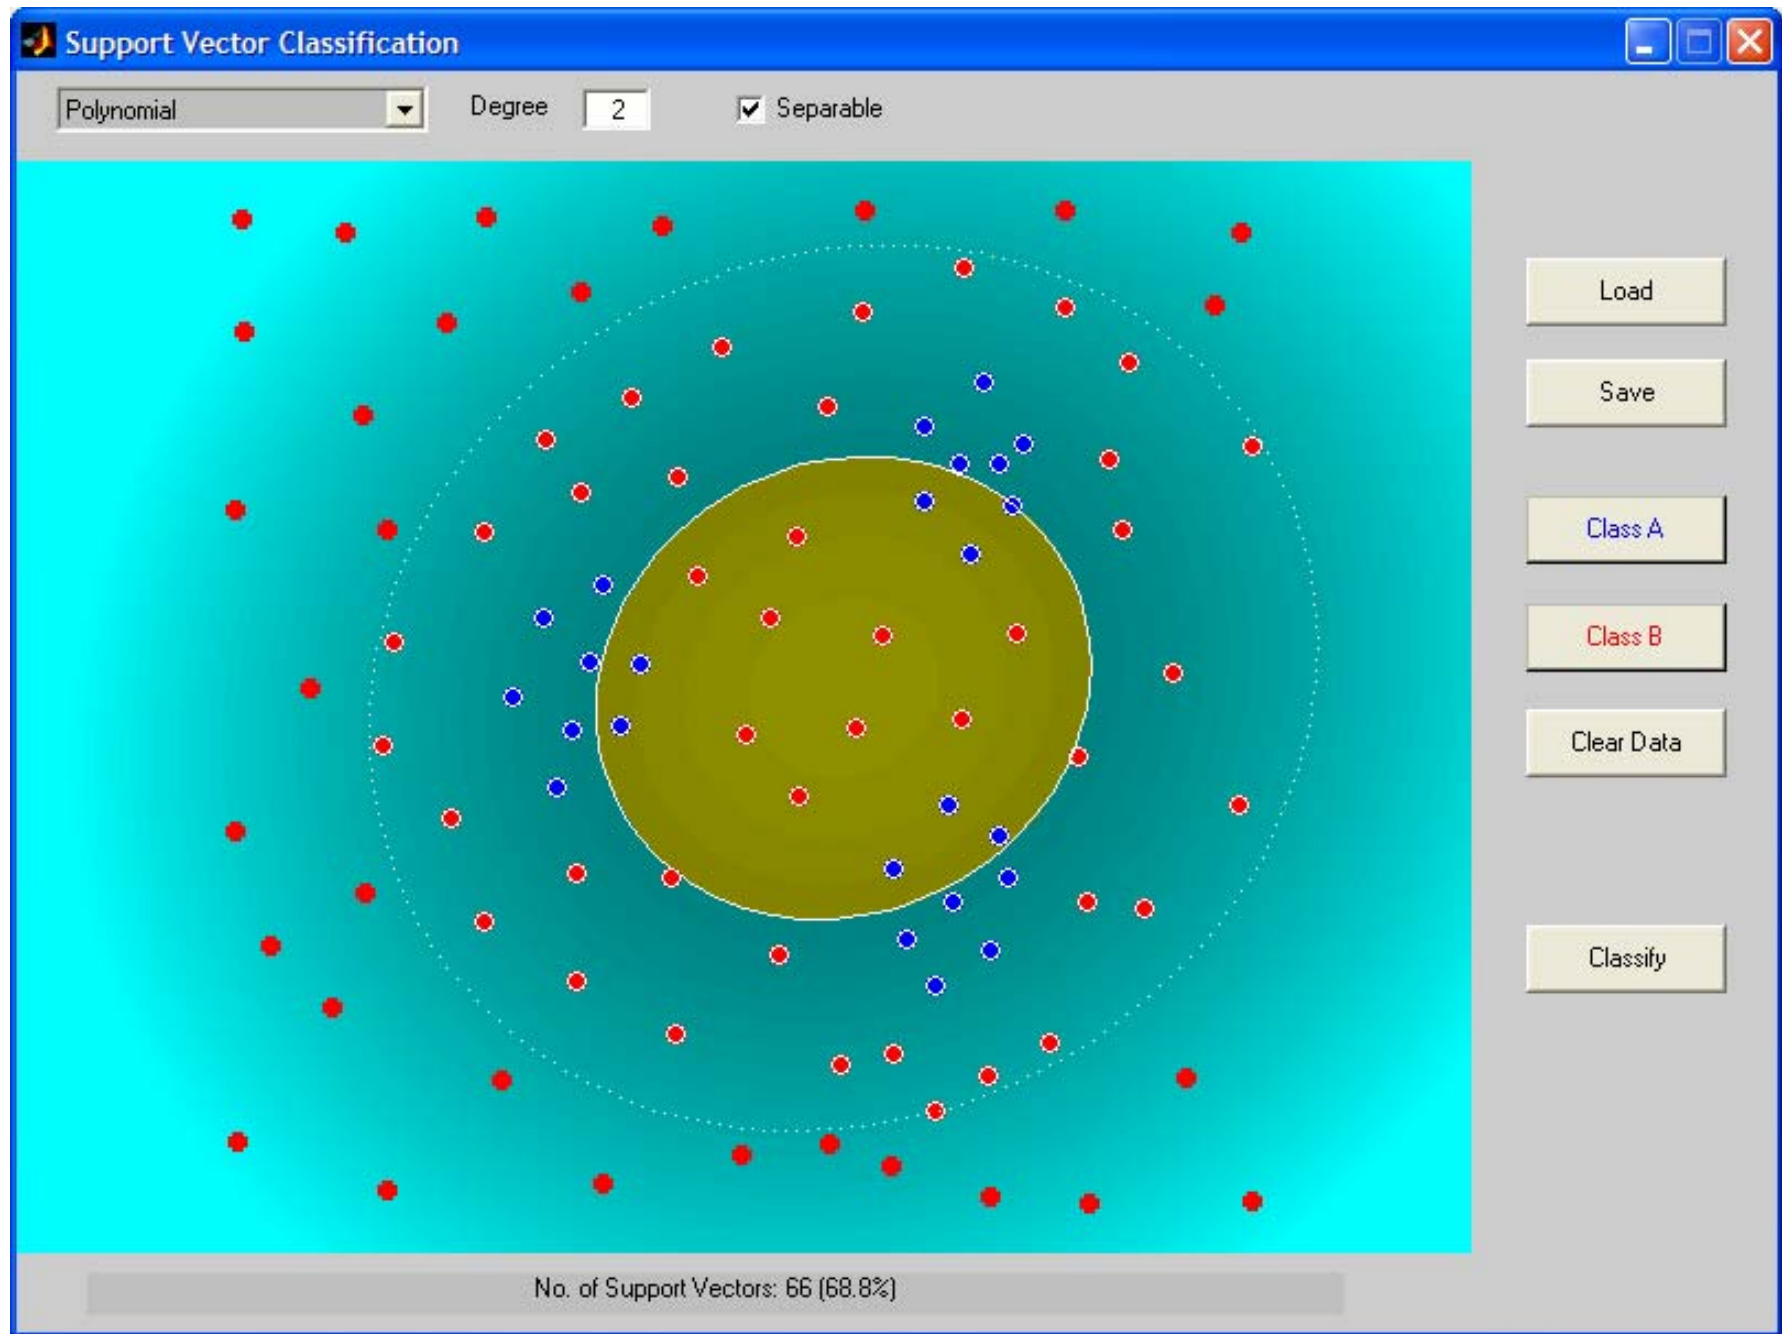 Support Vector Classification
Polynomial Degree 2 Separable
Load
Save
Class A
Class B
Clear Data
Classify
No. of Support Vectors: 66 (68.8%)